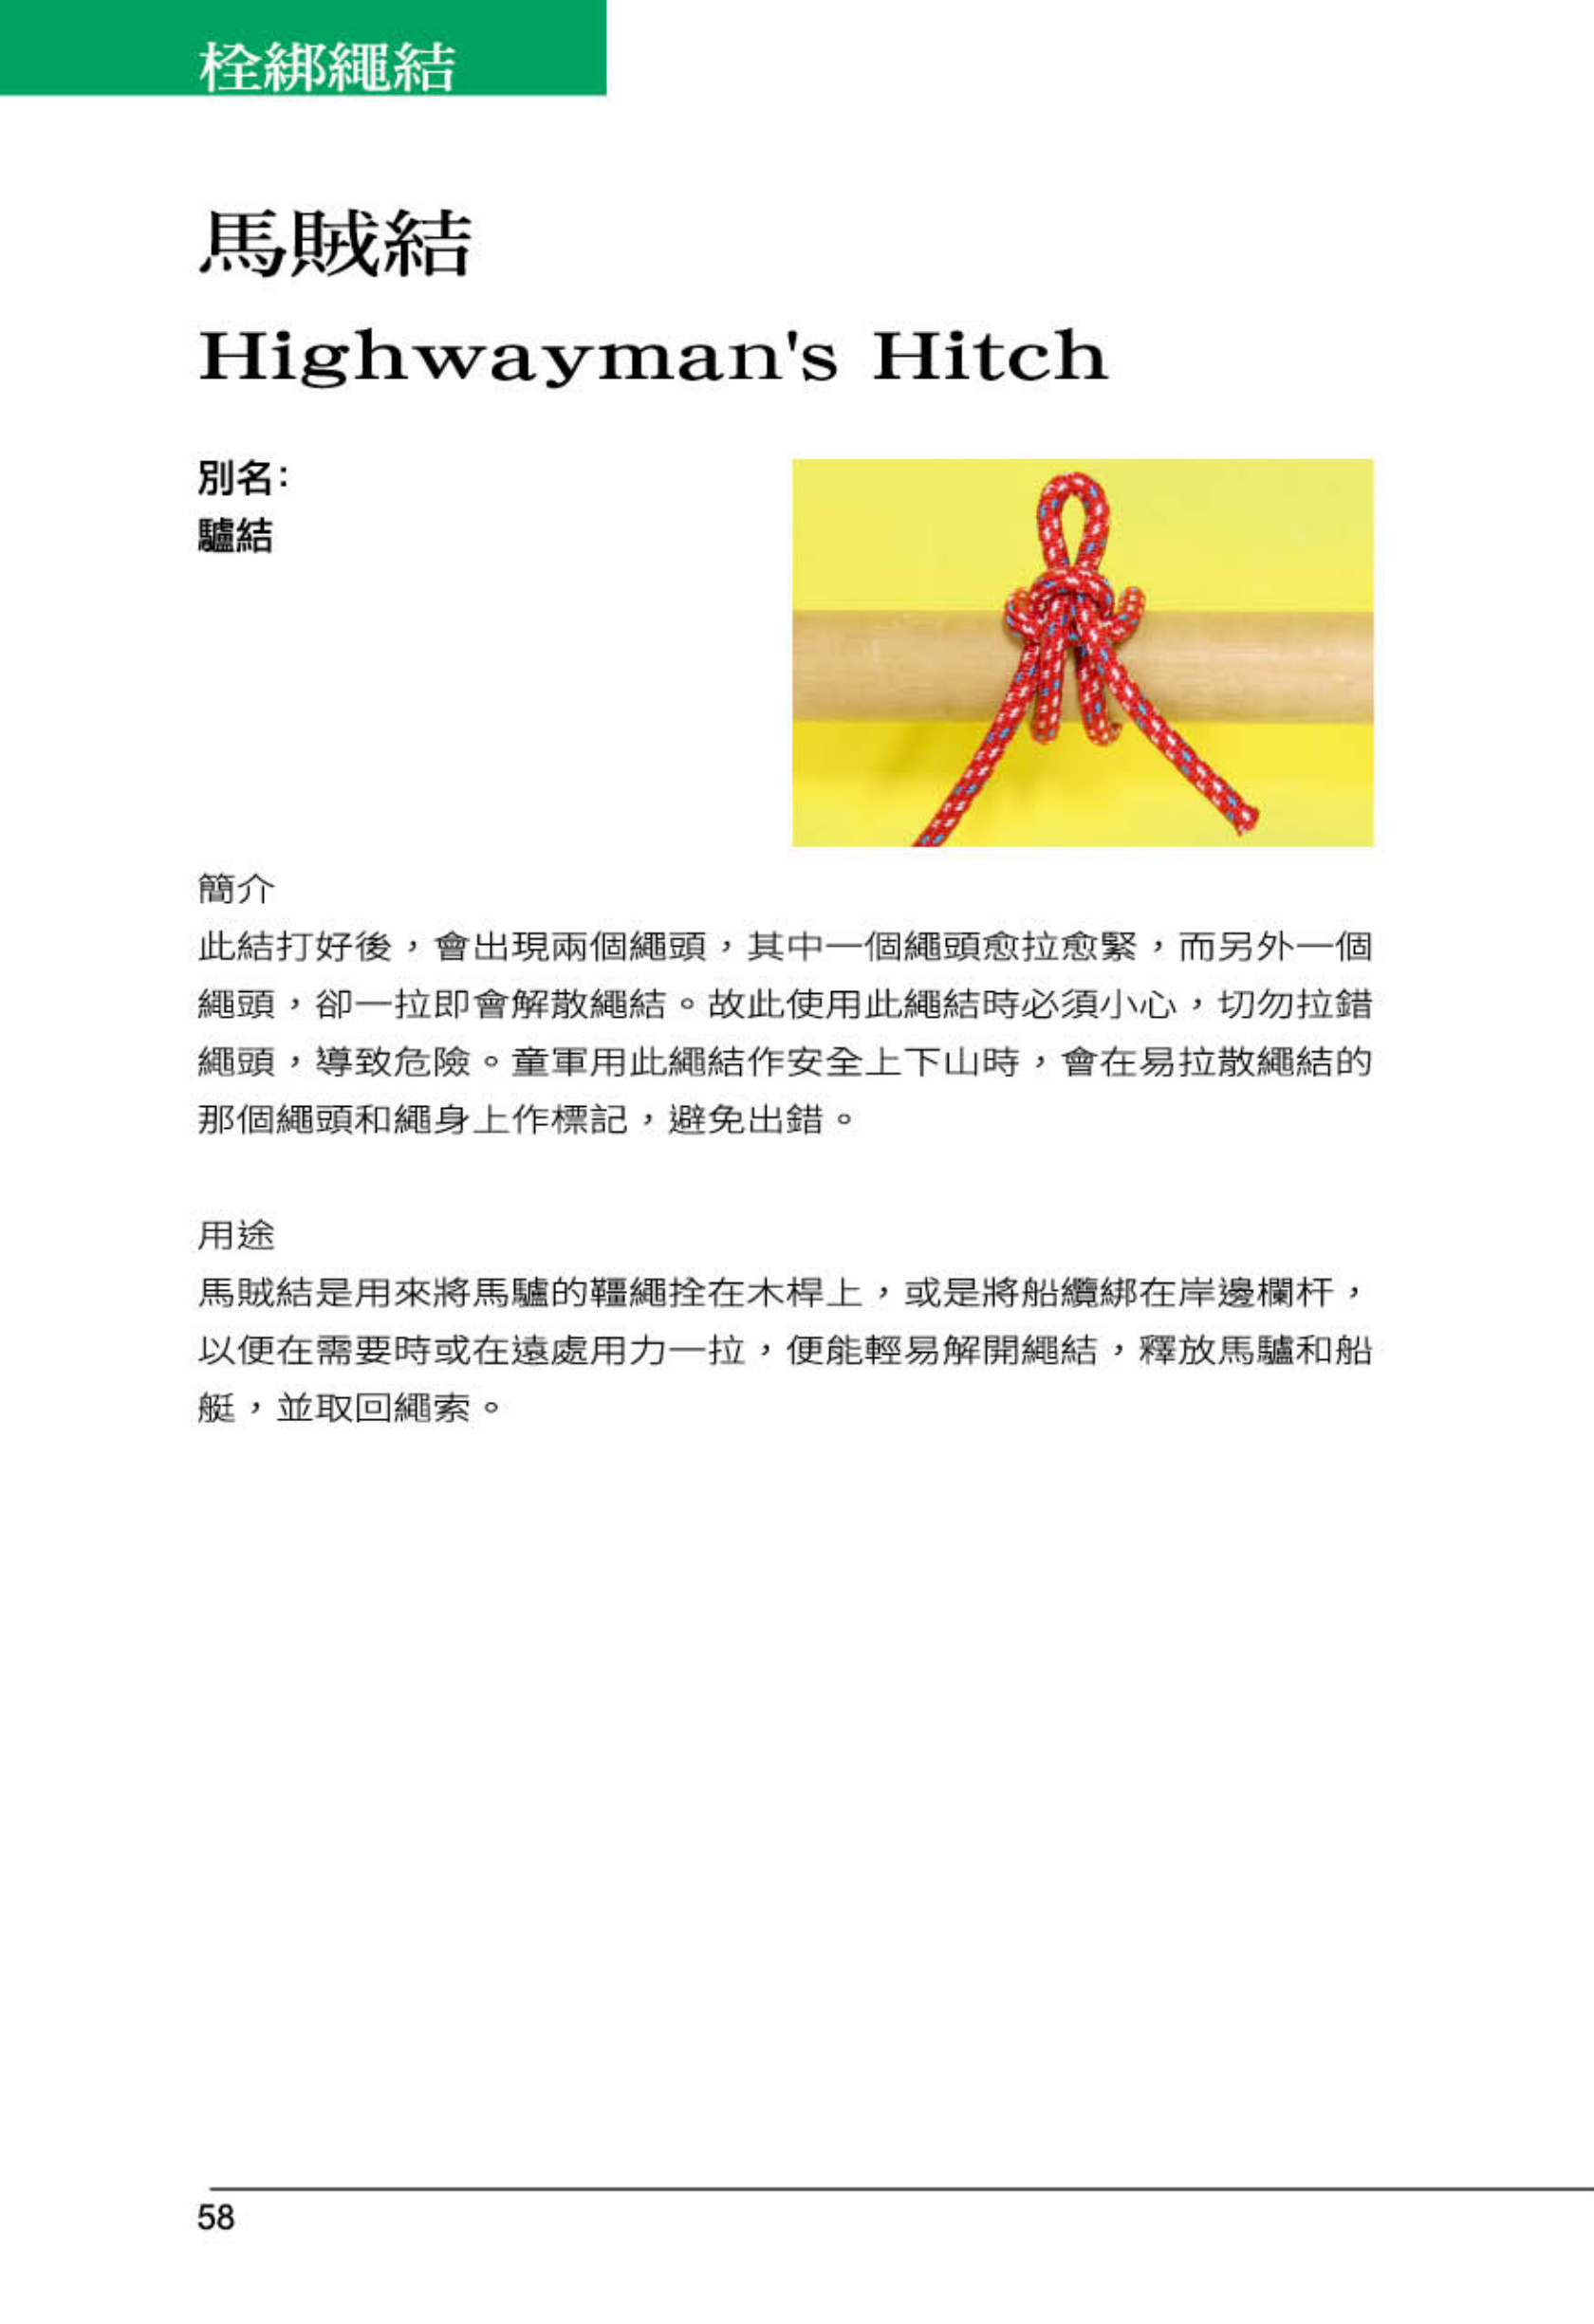 栓綁繩結
馬賊結
Highwayman's Hitch
別名：
驢結
簡介
此結打好後，會出現兩個繩頭，其中一個繩頭愈拉愈緊，而另外一個
繩頭，卻一拉即會解散繩結。故此使用此繩結時必須小心，切勿拉錯
繩頭，導致危險。童軍用此繩結作安全上下山時，會在易拉散繩結的
那個繩頭和繩身上作標記，避免出錯。
用途
馬賊結是用來將馬驢的韁繩拴在木桿上，或是將船纜綁在岸邊欄杆，
以便在需要時或在遠處用力一拉，便能輕易解開繩結，釋放馬驢和船
艇，並取回繩索。
58